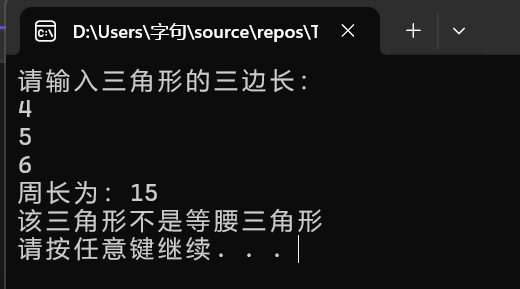 D:\Users\字句\source\repos\T
请输入三角形的三边长：
4
5
6
周长为：15
该三角形不是等腰三角形
请按任意键继续. . .